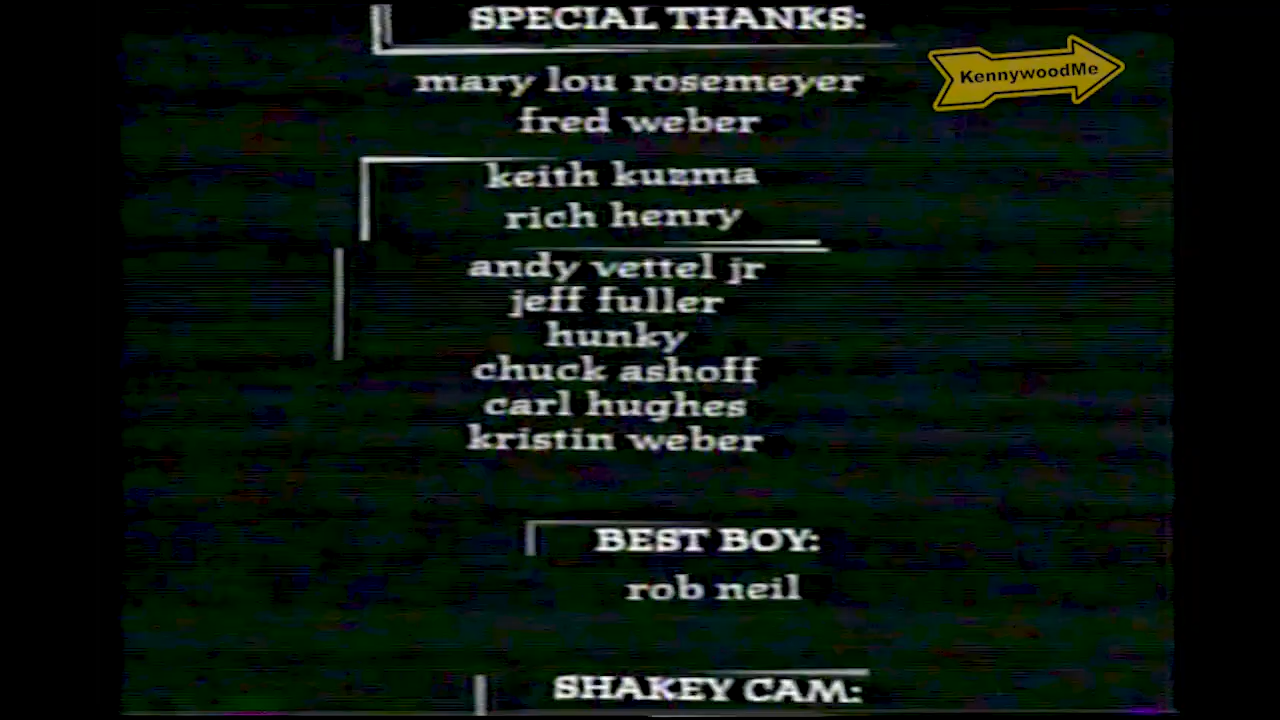 SPECIAL THANKS:
KennywoodMe
mary lou rosemeyer
fred weber
keith kuzma
rich henry
andy vettel jr
jeff fuller
hunky
chuck ashoff
carl hughes
kristin weber
BEST BOY:
rob neil
SHAKEY CAM: